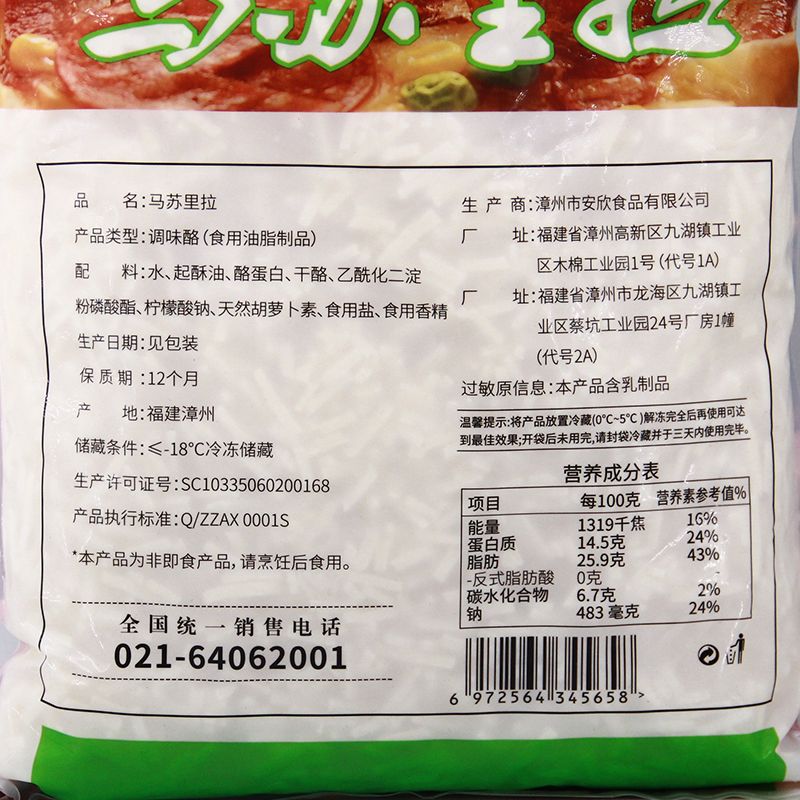 马苏里拉
品 名：马苏里拉
产品类型：调味酪（食用油脂制品）
配 料：水、起酥油、酪蛋白、干酪、乙酰化二淀
粉磷酸酯、柠檬酸钠、天然胡萝卜素、食用盐、食用香精
生产日期：见包装
保质期：12个月
产 地：福建漳州
储藏条件：≤-18°C冷冻储藏
生产许可证号：SC10335060200168
产品执行标准：Q/ZZAX 0001S
*本产品为非即食产品，请烹饪后食用。
全国统一销售电话
021-64062001
生产商：漳州市安欣食品有限公司
厂 址：福建省漳州高新区九湖镇工业
区木棉工业园1号（代号1A）
厂 址：福建省漳州市龙海区九湖镇工
业区蔡坑工业园24号厂房1幢
（代号2A）
过敏原信息：本产品含乳制品
温馨提示：将产品放置冷藏(0°C~5°C)解冻完全后再使用可达
到最佳效果；开袋后未用完，请封袋冷藏并于三天内使用完毕。
营养成分表
项目 每100克 营养素参考值%
能量 1319千焦 16%
蛋白质 14.5克 24%
脂肪 25.9克 43%
-反式脂肪酸 0克
碳水化合物 6.7克 2%
钠 483 毫克 24%
6 972564 345658 >